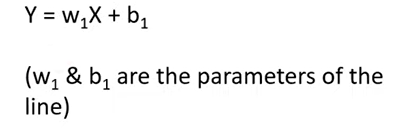 Y = w₁X + b₁
(w₁ & b₁ are the parameters of the
line)